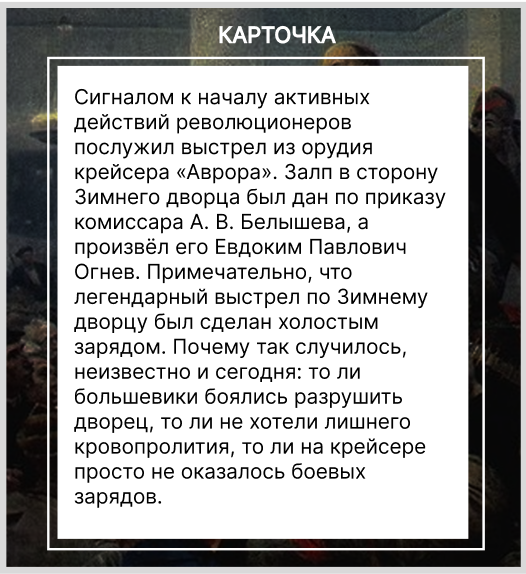 КАРТОЧКА
Сигналом к началу активных
действий революционеров
послужил выстрел из орудия
крейсера «Аврора». Залп в сторону
Зимнего дворца был дан по приказу
комиссара А. В. Белышева, а
произвёл его Евдоким Павлович
Огнев. Примечательно, что
легендарный выстрел по Зимнему
дворцу был сделан холостым
зарядом. Почему так случилось,
неизвестно и сегодня: то ли
большевики боялись разрушить
дворец, то ли не хотели лишнего
кровопролития, то ли на крейсере
просто не оказалось боевых
зарядов.